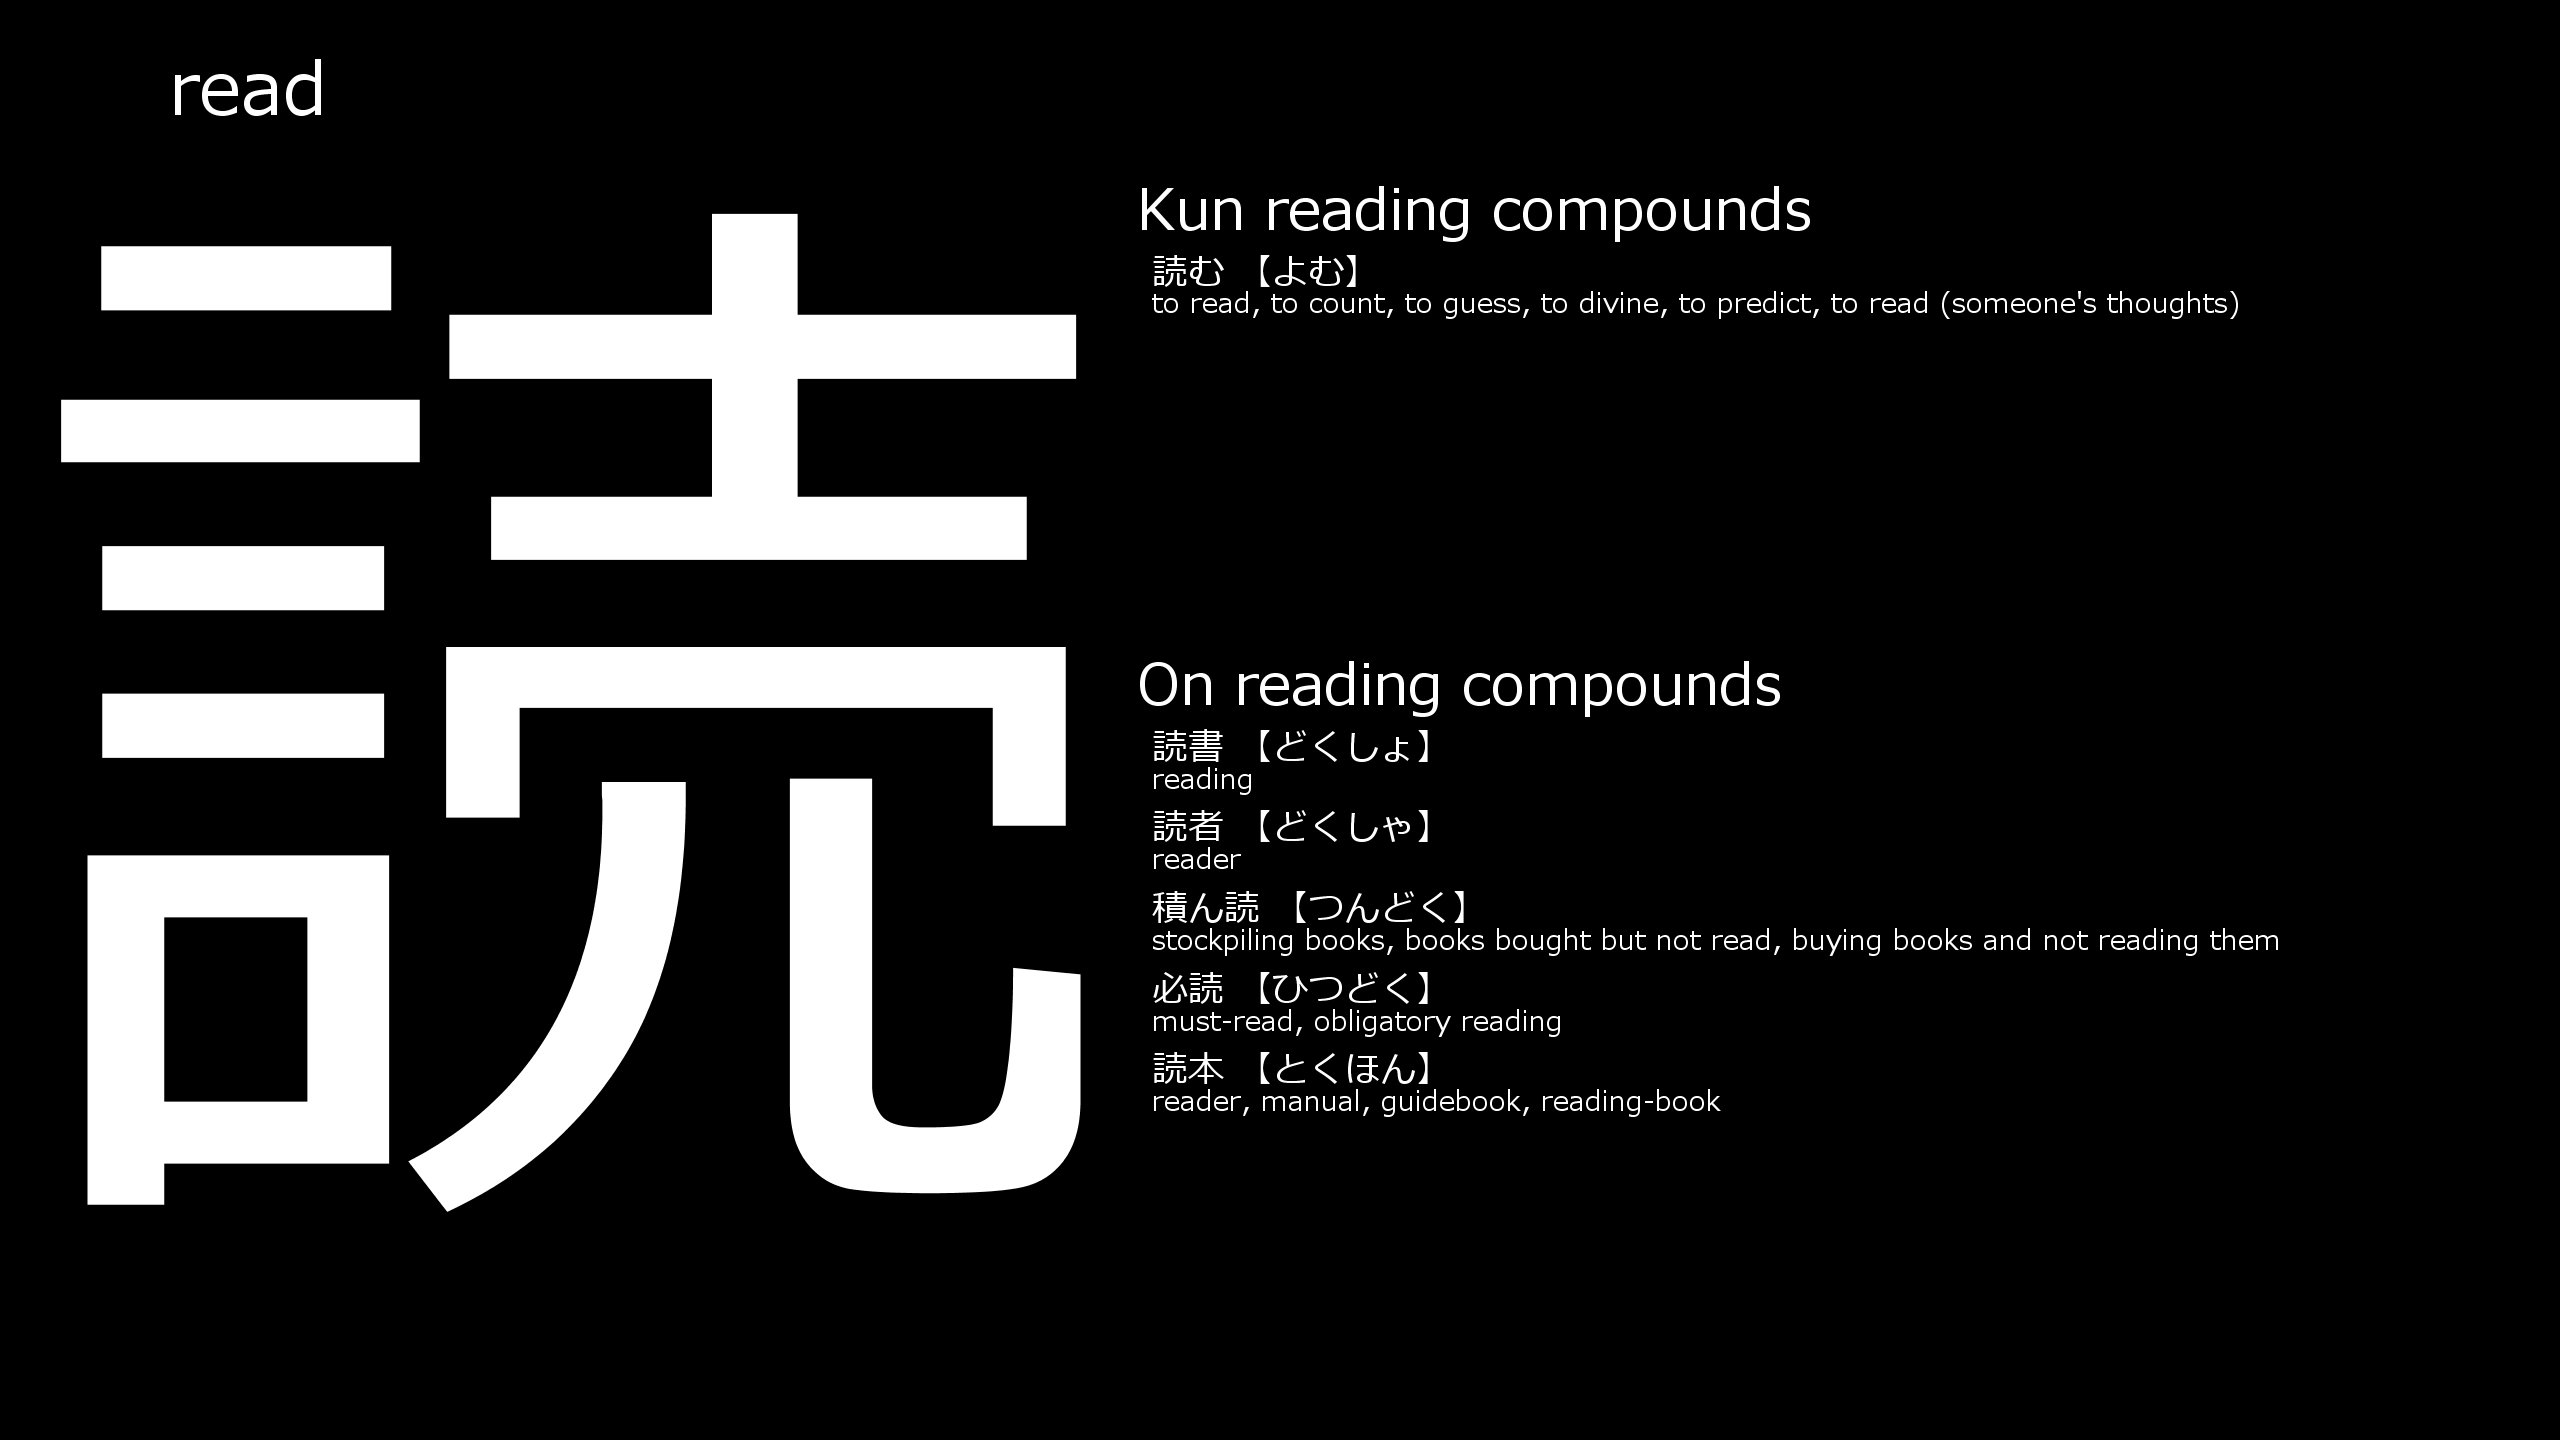 read
読
Kun reading compounds
読む 【よむ】
to read, to count, to guess, to divine, to predict, to read (someone's thoughts)
On reading compounds
読書 【どくしょ】
reading
読者 【どくしゃ】
reader
積ん読 【つんどく】
stockpiling books, books bought but not read, buying books and not reading them
必読 【ひつどく】
must-read, obligatory reading
読本 【とくほん】
reader, manual, guidebook, reading-book